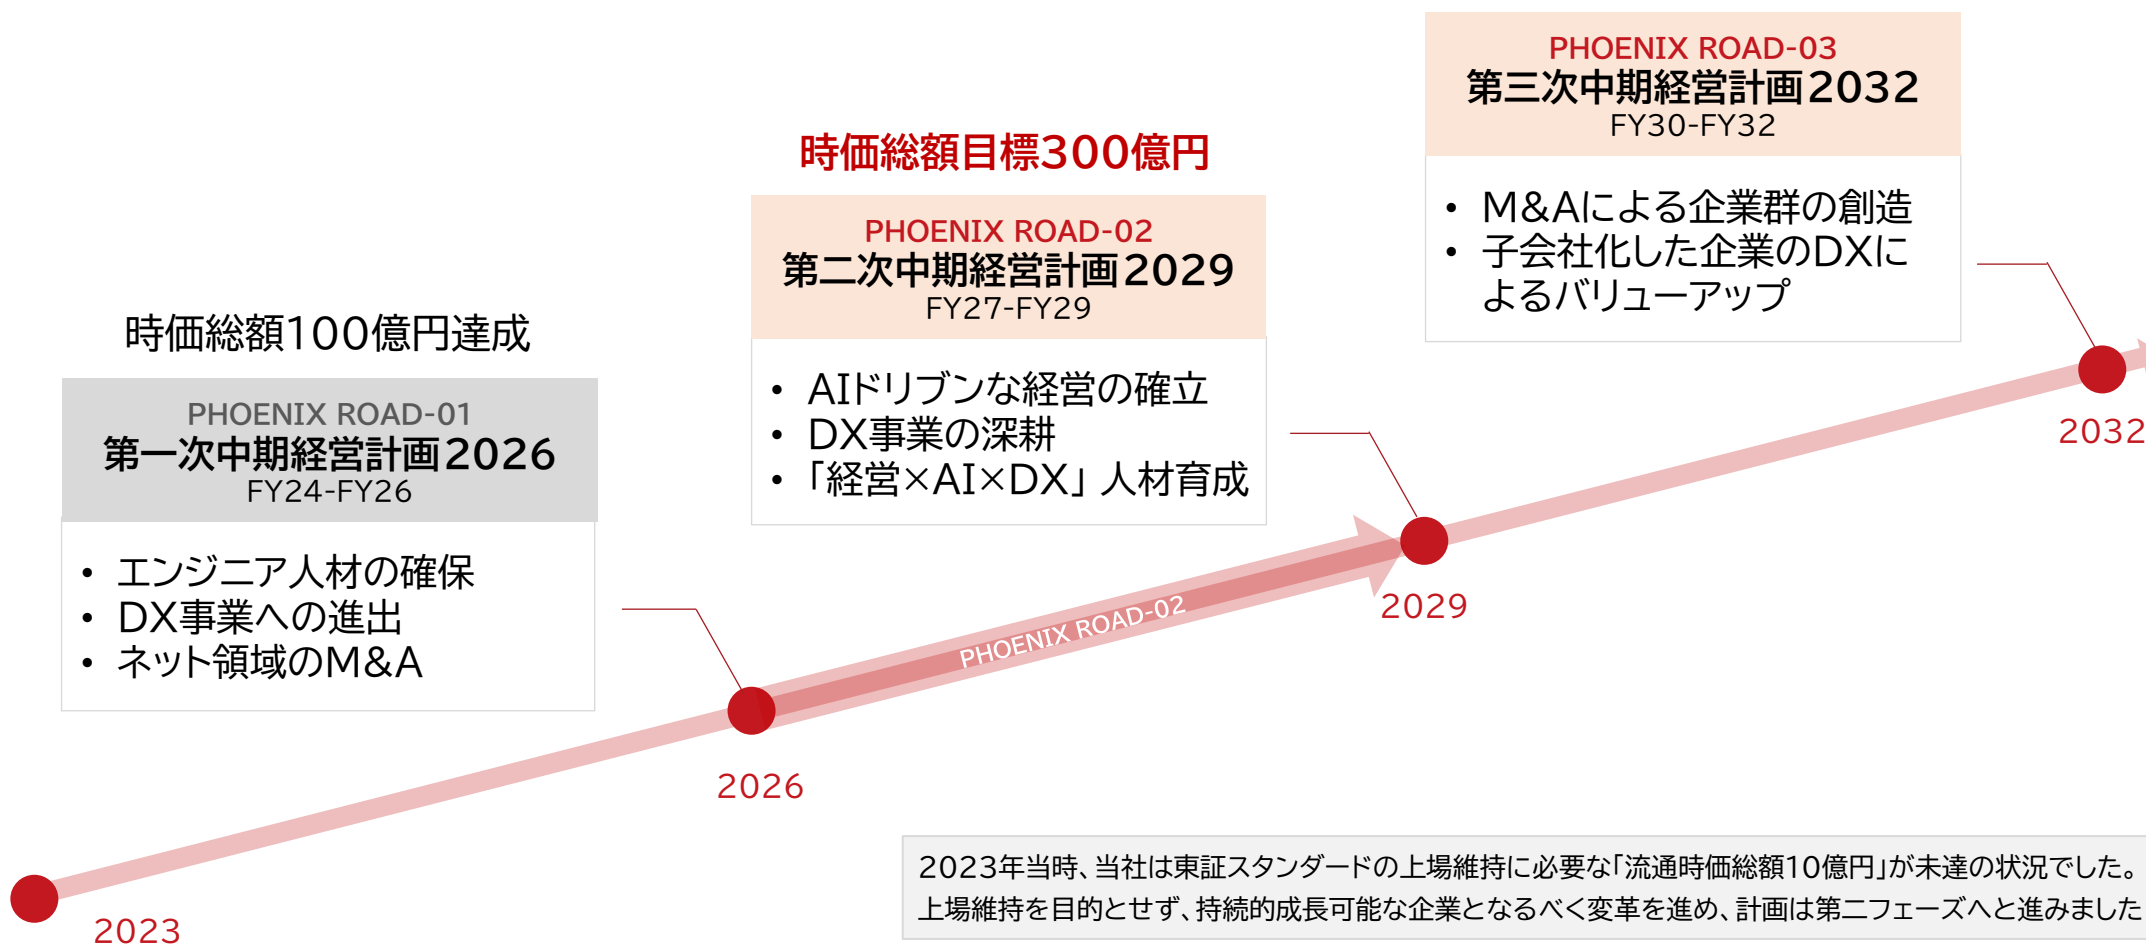 時価総額100億円達成
PHOENIX ROAD-01
第一次中期経営計画2026
FY24-FY26
• エンジニア人材の確保
• DX事業への進出
• ネット領域のM&A
時価総額目標300億円
PHOENIX ROAD-02
第二次中期経営計画2029
FY27-FY29
• AIドリブンな経営の確立
• DX事業の深耕
• 「経営×AI×DX」人材育成
PHOENIX ROAD-03
第三次中期経営計画2032
FY30-FY32
• M&Aによる企業群の創造
• 子会社化した企業のDXに
よるバリューアップ
PHOENIX ROAD-02
2023
2026
2029
2032
2023年当時、当社は東証スタンダードの上場維持に必要な「流通時価総額10億円」が未達の状況でした。
上場維持を目的とせず、持続的成長可能な企業となるべく変革を進め、計画は第二フェーズへと進みました